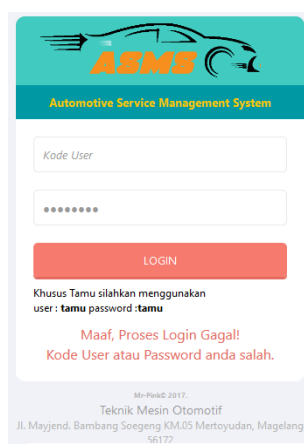 ASMS
Automotive Service Management System
Kode User
••••••••
LOGIN
Khusus Tamu silahkan menggunakan
user : tamu password :tamu
Maaf, Proses Login Gagal!
Kode User atau Password anda salah.
Mr-Pink© 2017.
Teknik Mesin Otomotif
Jl. Mayjend. Bambang Soegeng KM.05 Mertoyudan, Magelang
56172